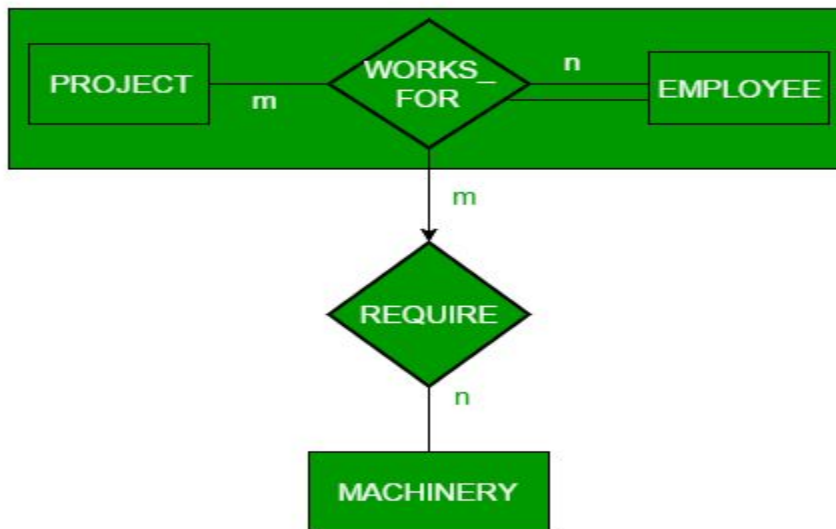 PROJECT
m
WORKS_
FOR
n
EMPLOYEE
m
REQUIRE
n
MACHINERY